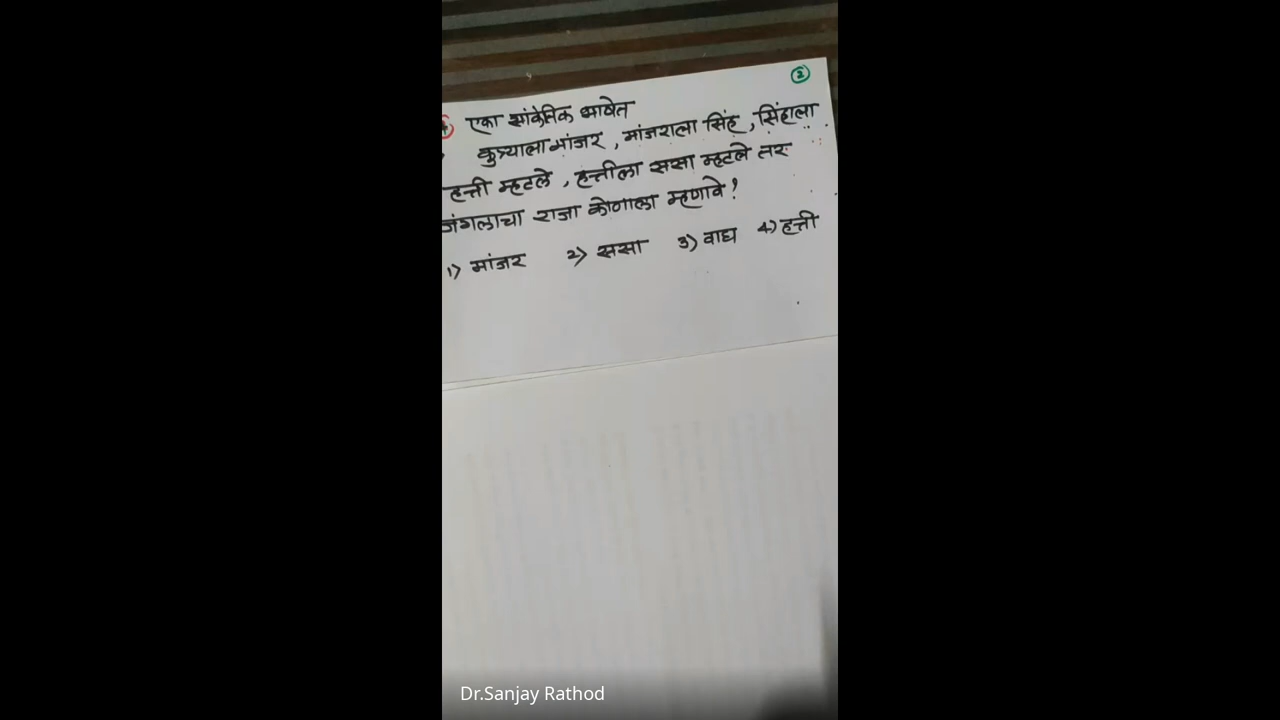 ②
एका सांकेतिक भाषेत
कुत्र्याला मांजर , मांजराला सिंह , सिंहाला
हत्ती म्हटले , हत्तीला ससा म्हटले तर
जंगलाचा राजा कोणाला म्हणावे ?
1) मांजर 2) ससा 3) वाघ 4) हत्ती
Dr.Sanjay Rathod